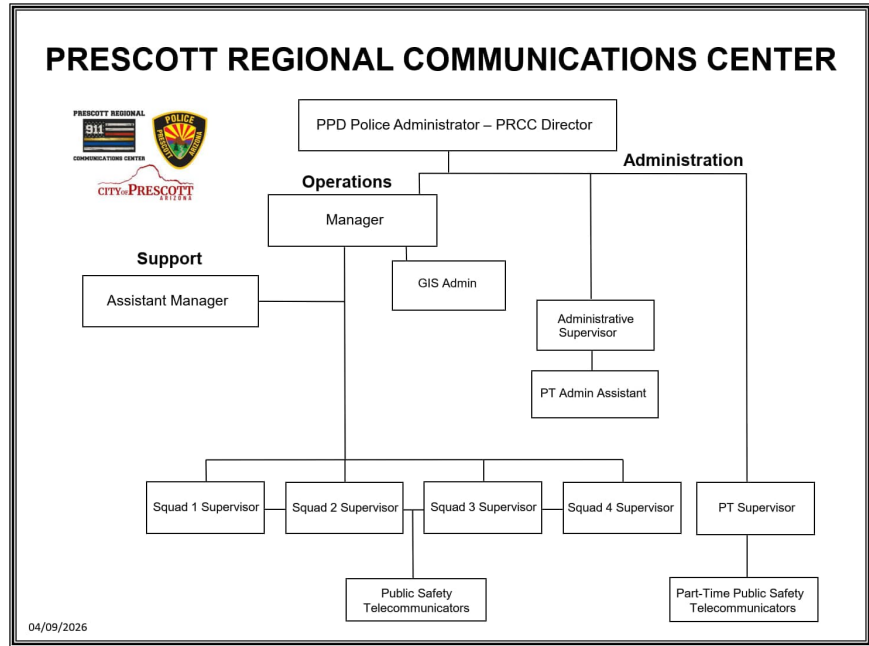 PRESCOTT REGIONAL COMMUNICATIONS CENTER
PRESCOTT REGIONAL
911
COMMUNICATIONS CENTER
POLICE
PRESCOTT
ARIZONA
CITY OF PRESCOTT
ARIZONA
PPD Police Administrator – PRCC Director
Administration
Operations
Manager
Support
Assistant Manager
GIS Admin
Administrative
Supervisor
PT Admin Assistant
Squad 1 Supervisor
Squad 2 Supervisor
Squad 3 Supervisor
Squad 4 Supervisor
PT Supervisor
Public Safety
Telecommunicators
Part-Time Public Safety
Telecommunicators
04/09/2026